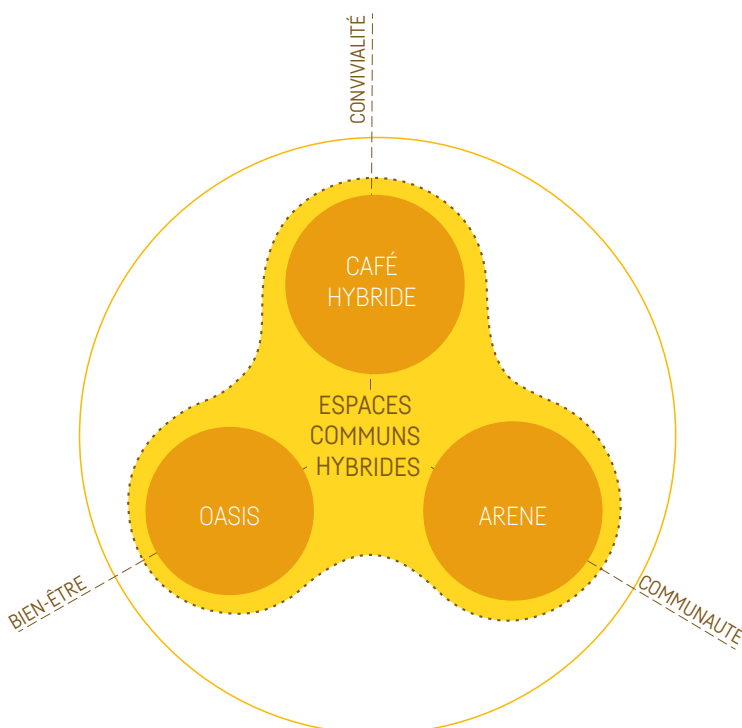 CONVIVIALITÉ
CAFÉ
HYBRIDE
ESPACES
COMMUNS
HYBRIDES
OASIS
ARENE
BIEN-ÊTRE
COMMUNAUTE